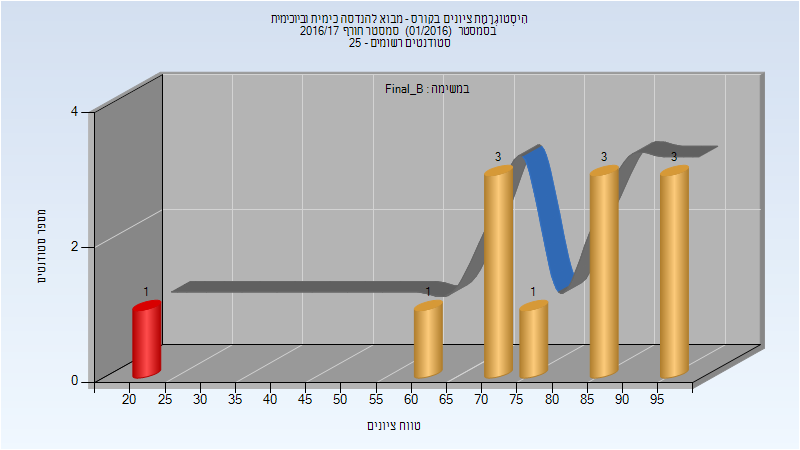 היסטוגרמת ציונים בקורס - מבוא להנדסה כימית וביוכימית
בסמסטר (01/2016) סמסטר חורף 2016/17
25 - סטודנטים רשומים
במשימה : Final_B
מספר סטודנטים
4
2
0
1
1
3
1
3
3
20 25 30 35 40 45 50 55 60 65 70 75 80 85 90 95
טווח ציונים